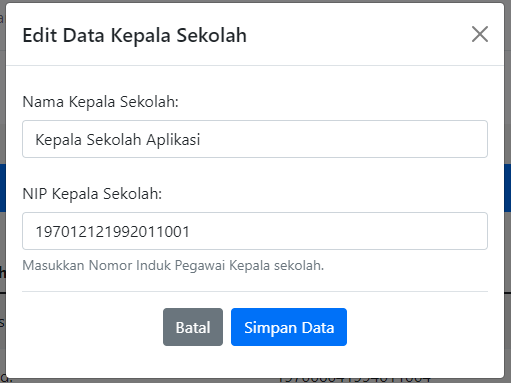 Edit Data Kepala Sekolah
Nama Kepala Sekolah:
Kepala Sekolah Aplikasi
NIP Kepala Sekolah:
197012121992011001
Masukkan Nomor Induk Pegawai Kepala sekolah.
Batal
Simpan Data